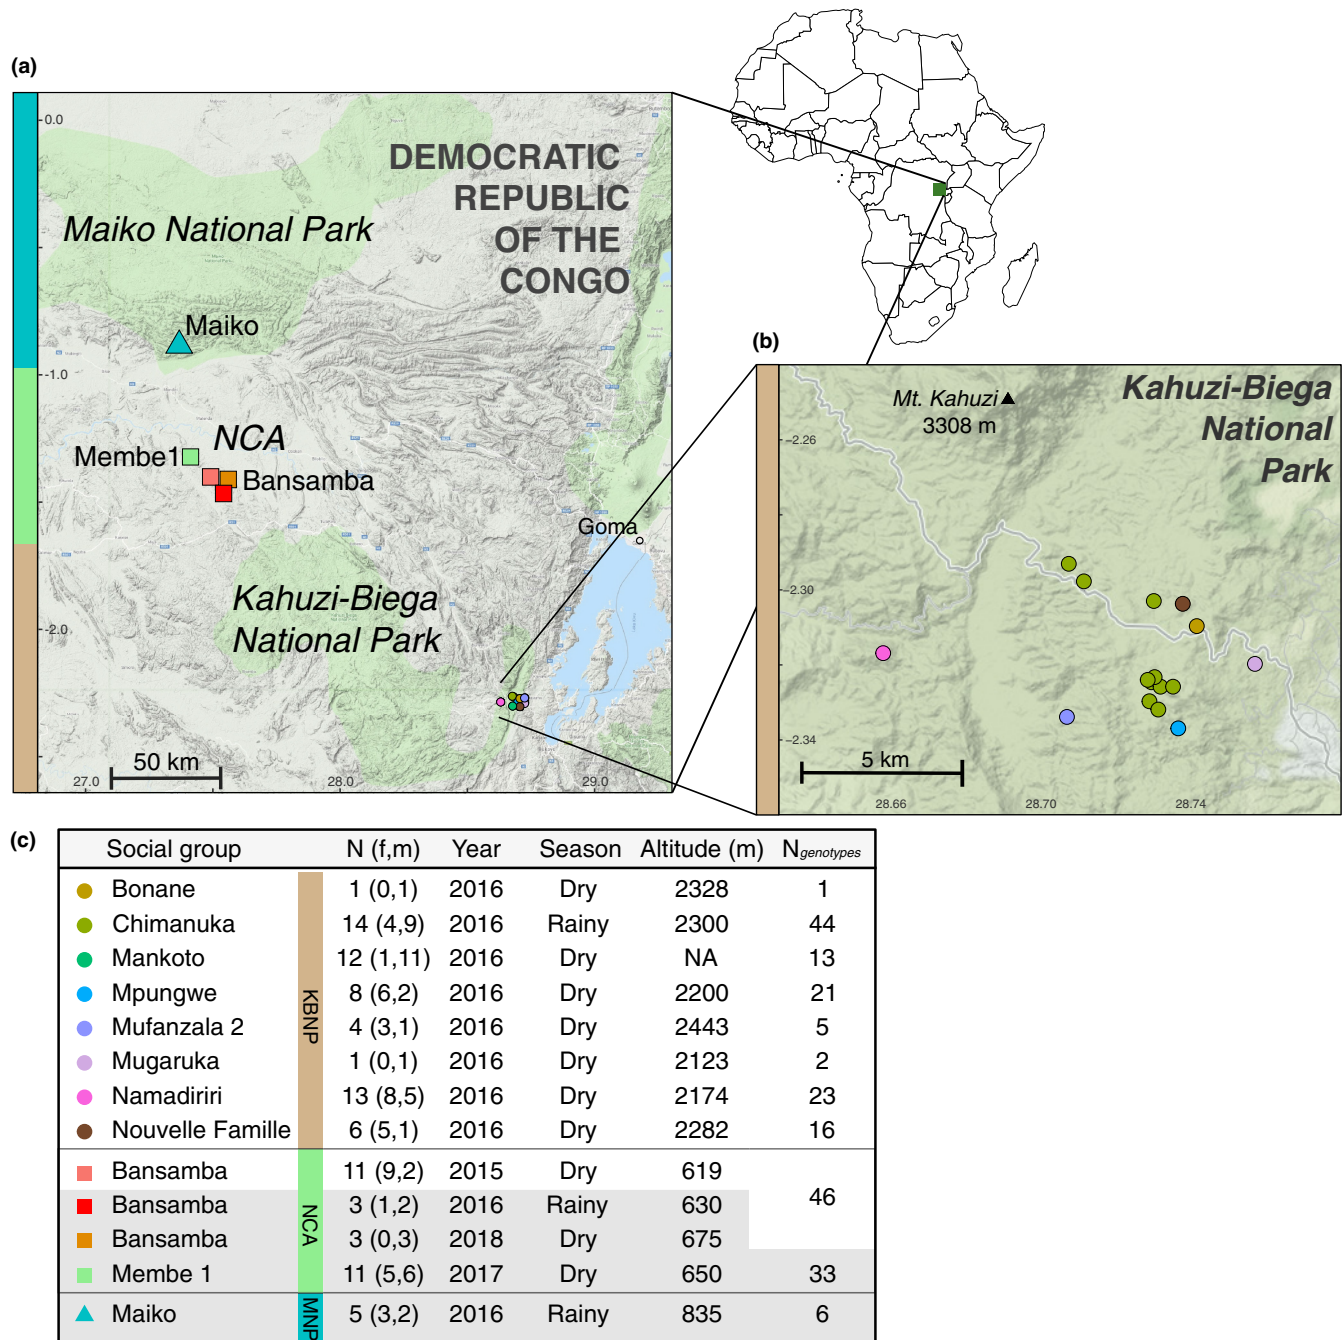 (a)
0.0
DEMOCRATIC
REPUBLIC
OF THE
CONGO
Maiko National Park
Maiko
-1.0
NCA
Membe1
Bansamba
Goma
Kahuzi-Biega
National Park
-2.0
50 km
27.0 28.0 29.0
(b)
Mt. Kahuzi
3308 m
Kahuzi-Biega
National
Park
-2.26
-2.30
-2.34
5 km
28.66 28.70 28.74
(c)
Social group N (f,m) Year Season Altitude (m) Ngenotypes
Bonane 1 (0,1) 2016 Dry 2328 1
Chimanuka 14 (4,9) 2016 Rainy 2300 44
Mankoto 12 (1,11) 2016 Dry NA 13
Mpungwe 8 (6,2) 2016 Dry 2200 21
Mufanzala 2 4 (3,1) 2016 Dry 2443 5
Mugaruka 1 (0,1) 2016 Dry 2123 2
Namadiriri 13 (8,5) 2016 Dry 2174 23
Nouvelle Famille 6 (5,1) 2016 Dry 2282 16
KBNP
Bansamba 11 (9,2) 2015 Dry 619
Bansamba 3 (1,2) 2016 Rainy 630
46
Bansamba 3 (0,3) 2018 Dry 675
Membe 1 11 (5,6) 2017 Dry 650 33
NCA
Maiko 5 (3,2) 2016 Rainy 835 6
MNP